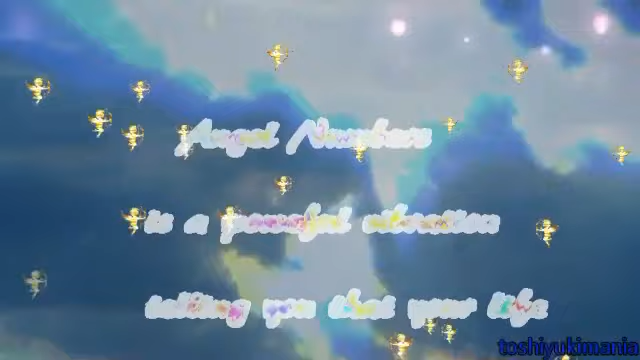 Angel Numbers
is a powerful vibration
telling you that your life
toshiyukimania